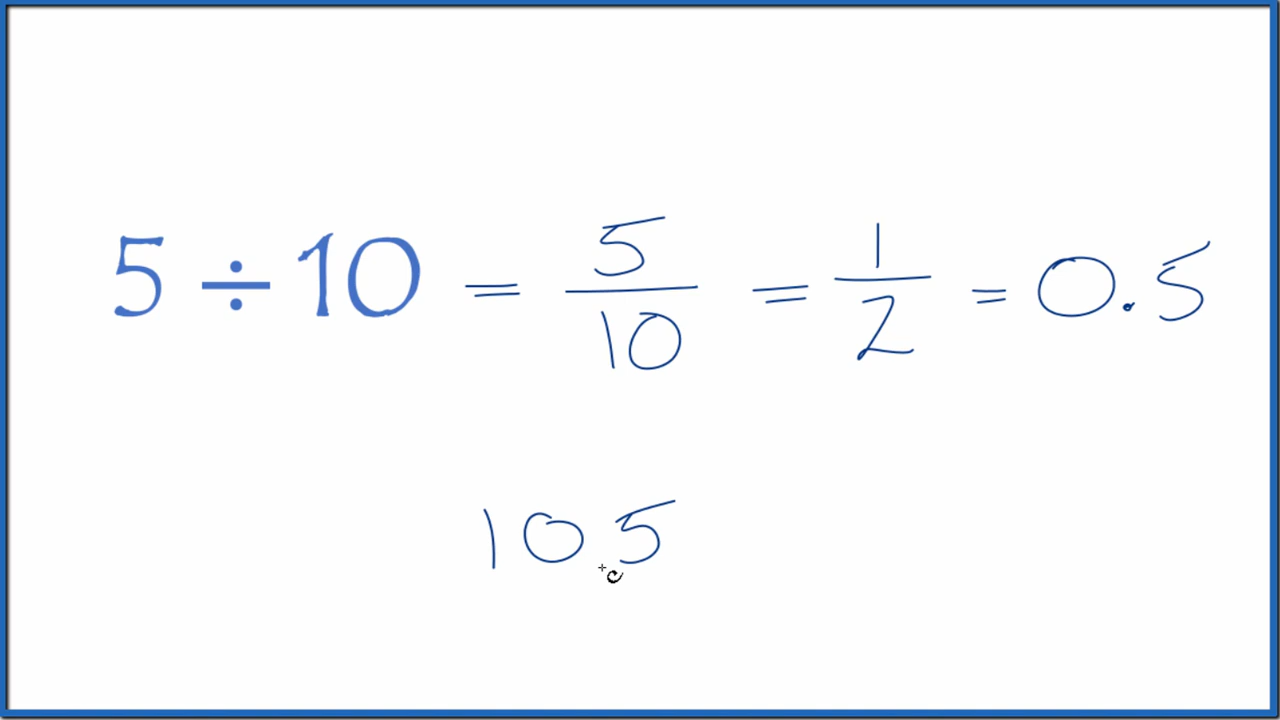 5 ÷ 10 = 5/10 = 1/2 = 0.5
10 5